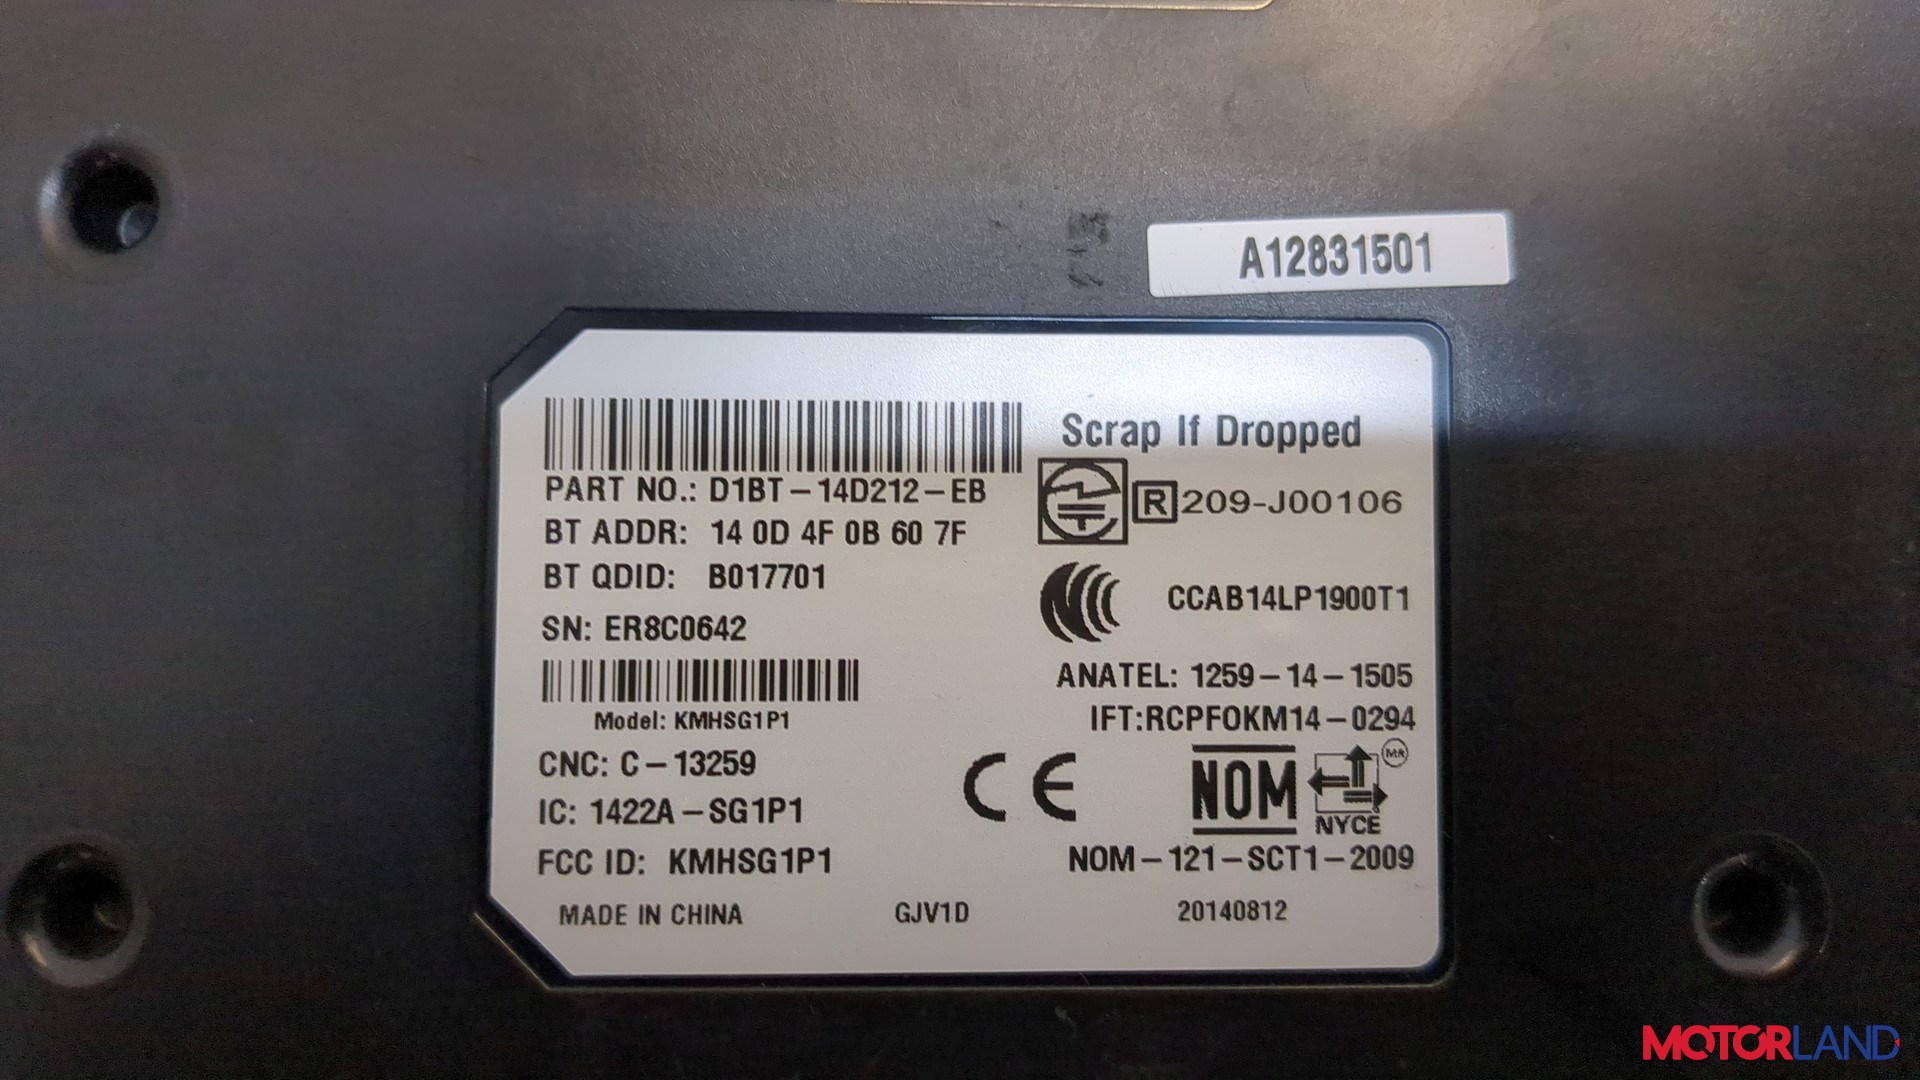 A12831501
Scrap If Dropped
PART NO.: D1BT-14D212-EB
R 209-J00106
BT ADDR: 14 0D 4F 0B 60 7F
BT QDID: B017701
CCAB14LP1900T1
SN: ER8C0642
ANATEL: 1259-14-1505
Model: KMHSG1P1
IFT:RCPFOKM14-0294
CNC: C-13259
CE
NOM
MR
NYCE
IC: 1422A-SG1P1
FCC ID: KMHSG1P1
NOM-121-SCT1-2009
MADE IN CHINA
GJV1D
20140812
MOTORLAND